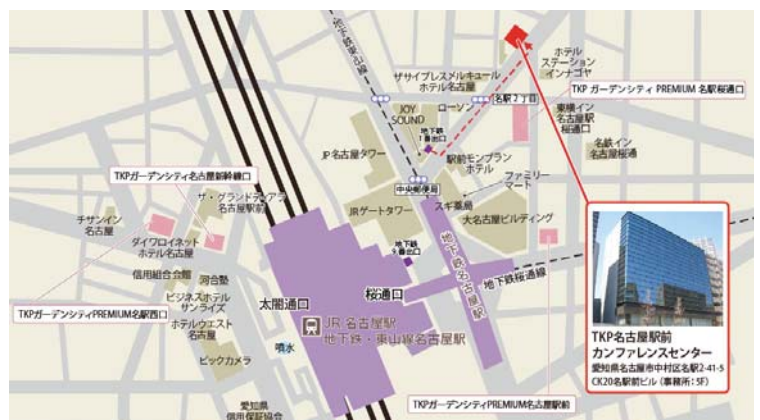 地下鉄東山線
ホテル
ステーション
インナゴヤ
ザサイプレスメルキュール
ホテル名古屋
TKP ガーデンシティ PREMIUM 名駅桜通口
名駅2丁目
ローソン
JOY
SOUND
地下鉄
1番出口
東横イン
名古屋駅
桜通口
名鉄イン
名古屋桜通
JP名古屋タワー
駅前モンブラン
ホテル
TKPガーデンシティ名古屋新幹線口
中央郵便局
ファミリー
マート
ザ・グランドティアラ
名古屋駅前
スギ薬局
JRゲートタワー
大名古屋ビルディング
チサンイン
名古屋
ダイワロイネット
ホテル名古屋
地下鉄
9番出口
地下鉄名古屋駅
信用組合会館
河合塾
地下鉄桜通線
太閤通口
桜通口
ビジネスホテル
サンライズ
TKPガーデンシティPREMIUM名駅西口
ホテルウエスト
名古屋
JR 名古屋駅
地下鉄・東山線名古屋駅
噴水
ビックカメラ
TKP名古屋駅前
カンファレンスセンター
愛知県名古屋市中村区名駅2-41-5
CK20名駅前ビル (事務所:5F)
愛知県
信用保証協会
TKPガーデンシティPREMIUM名古屋駅前